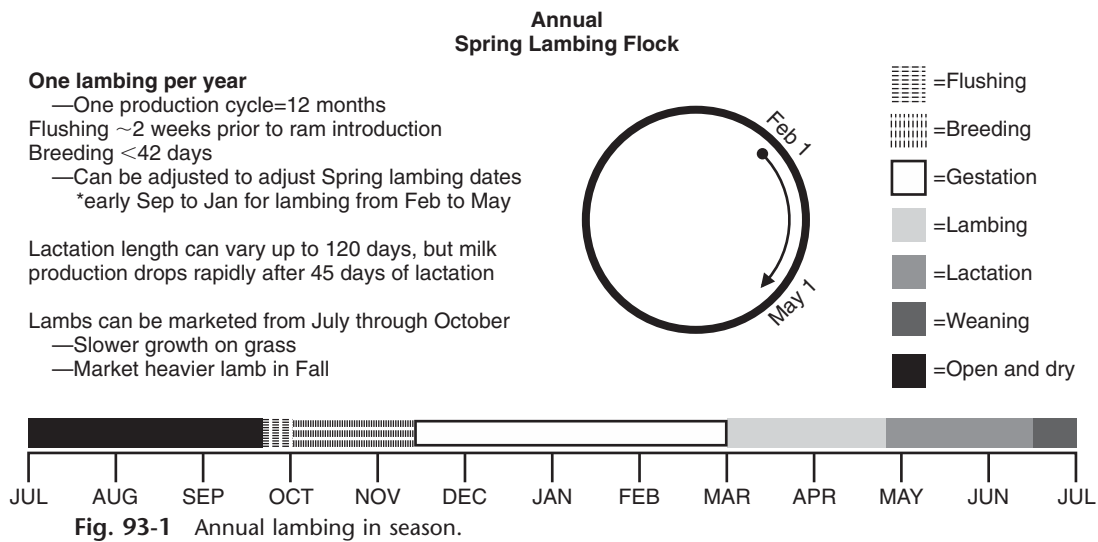 Annual
Spring Lambing Flock
One lambing per year
—One production cycle=12 months
Flushing ~2 weeks prior to ram introduction
Breeding <42 days
—Can be adjusted to adjust Spring lambing dates
*early Sep to Jan for lambing from Feb to May
Lactation length can vary up to 120 days, but milk
production drops rapidly after 45 days of lactation
Lambs can be marketed from July through October
—Slower growth on grass
—Market heavier lamb in Fall
Feb 1
May 1
=Flushing
=Breeding
=Gestation
=Lambing
=Lactation
=Weaning
=Open and dry
JUL AUG SEP OCT NOV DEC JAN FEB MAR APR MAY JUN JUL
Fig. 93-1 Annual lambing in season.